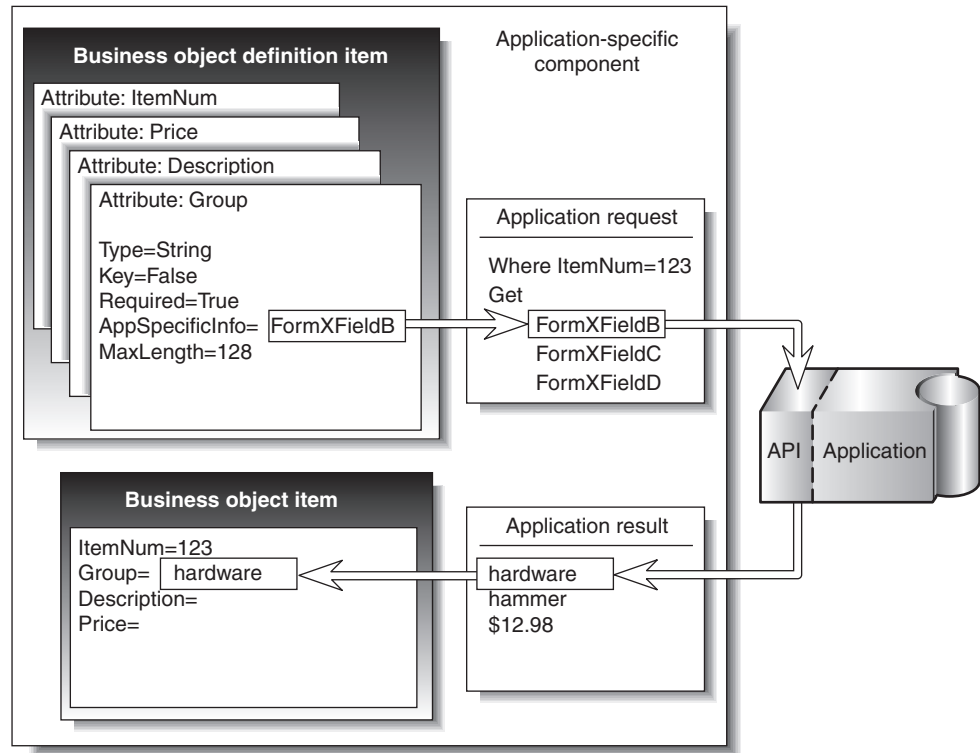 Business object definition item
Application-specific
component
Attribute: ItemNum
Attribute: Price
Attribute: Description
Attribute: Group
Type=String
Key=False
Required=True
AppSpecificInfo= FormXFieldB
MaxLength=128
Application request
Where ItemNum=123
Get
FormXFieldB
FormXFieldC
FormXFieldD
API Application
Business object item
ItemNum=123
Group= hardware
Description=
Price=
Application result
hardware
hammer
$12.98